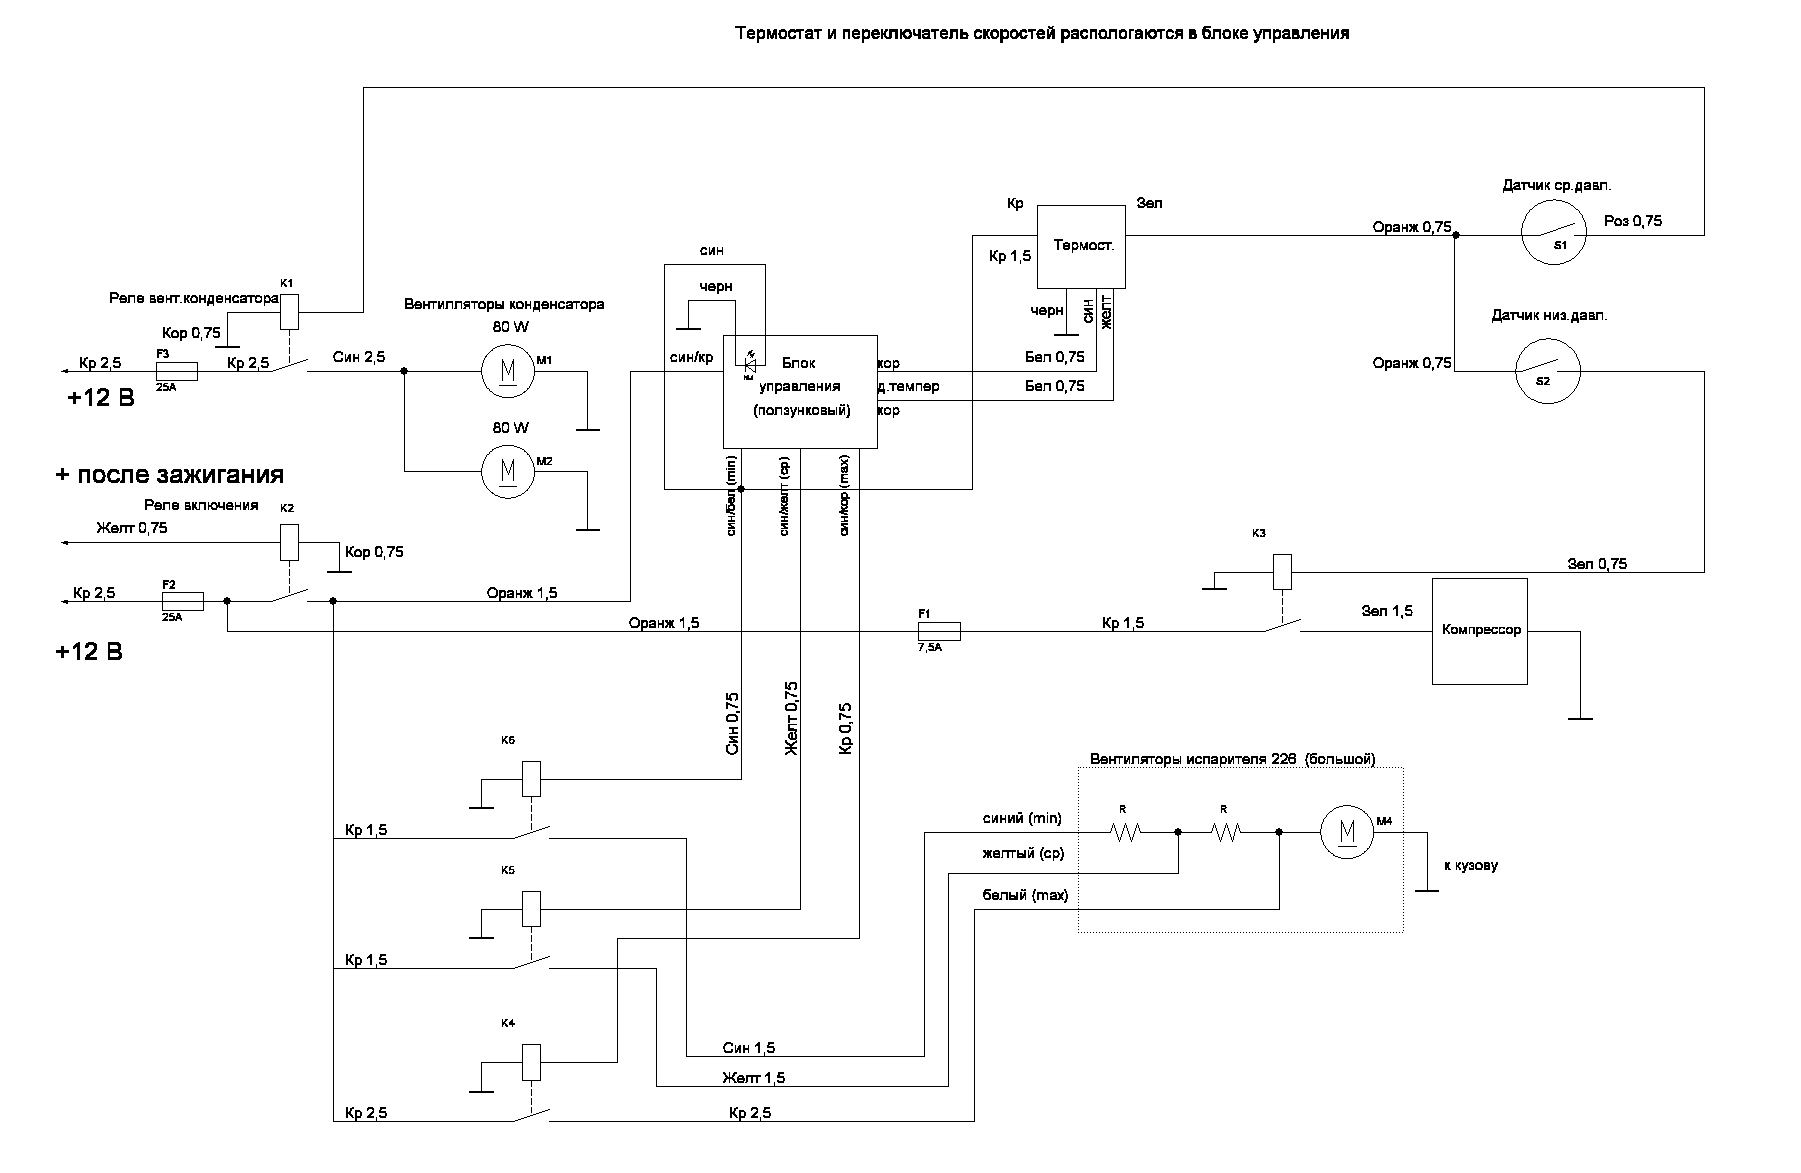 Термостат и переключатель скоростей распологаются в блоке управления
Датчик ср.давл.
Кр
Зел
Роз 0,75
Оранж 0,75
Термост.
S1
син
Кр 1,5
K1
черн
Реле вент.конденсатора
Вентилляторы конденсатора
черн
син
желт
Датчик низ.давл.
Кор 0,75
80 W
F3
Кр 2,5
Кр 2,5
Син 2,5
M1
син/кр
Блок
кор
Бел 0,75
Оранж 0,75
25A
управления
д.темпер
Бел 0,75
S2
+12 В
(ползунковый)
кор
80 W
M2
+ после зажигания
син/бел (min)
син/желт (ср)
син/кор (max)
Реле включения
K2
Желт 0,75
K3
Кор 0,75
Зел 0,75
F2
Кр 2,5
Оранж 1,5
25A
F1
Зел 1,5
Оранж 1,5
Кр 1,5
Компрессор
7,5A
+12 В
Син 0,75
Желт 0,75
Кр 0,75
K6
Вентиляторы испарителя 226 (большой)
R
R
синий (min)
M4
Кр 1,5
желтый (ср)
к кузову
K5
белый (max)
Кр 1,5
K4
Син 1,5
Желт 1,5
Кр 2,5
Кр 2,5